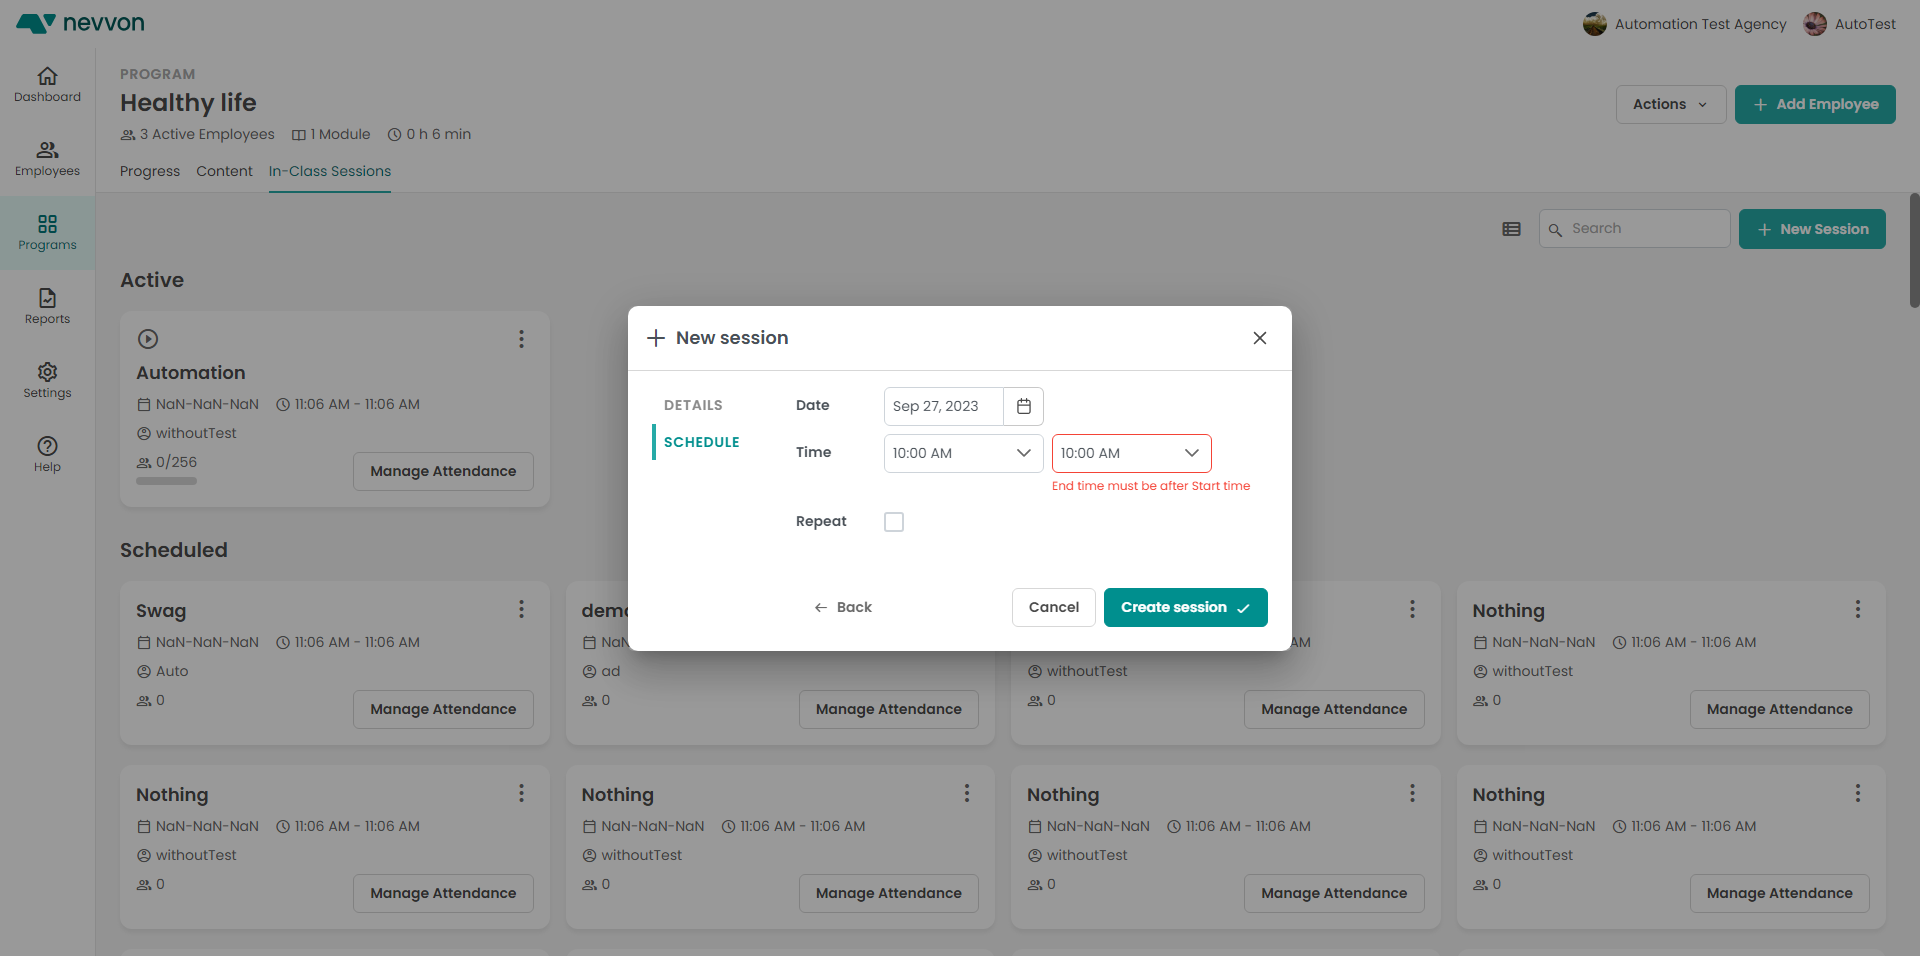 nevvon
Automation Test Agency
AutoTest
Dashboard
Employees
Programs
Reports
Settings
Help
PROGRAM
Healthy life
3 Active Employees 1 Module 0 h 6 min
Actions
Add Employee
Progress Content In-Class Sessions
Search
New Session
Active
Automation
NaN-NaN-NaN 11:06 AM - 11:06 AM
withoutTest
0/256
Manage Attendance
New session
DETAILS
SCHEDULE
Date
Sep 27, 2023
Time
10:00 AM
10:00 AM
End time must be after Start time
Repeat
Back
Cancel
Create session
Scheduled
Swag
NaN-NaN-NaN 11:06 AM - 11:06 AM
Auto
0
Manage Attendance
NaN
ad
0
Manage Attendance
AM
withoutTest
0
Manage Attendance
Nothing
NaN-NaN-NaN 11:06 AM - 11:06 AM
withoutTest
0
Manage Attendance
Nothing
NaN-NaN-NaN 11:06 AM - 11:06 AM
withoutTest
0
Manage Attendance
Nothing
NaN-NaN-NaN 11:06 AM - 11:06 AM
withoutTest
0
Manage Attendance
Nothing
NaN-NaN-NaN 11:06 AM - 11:06 AM
withoutTest
0
Manage Attendance
Nothing
NaN-NaN-NaN 11:06 AM - 11:06 AM
withoutTest
0
Manage Attendance